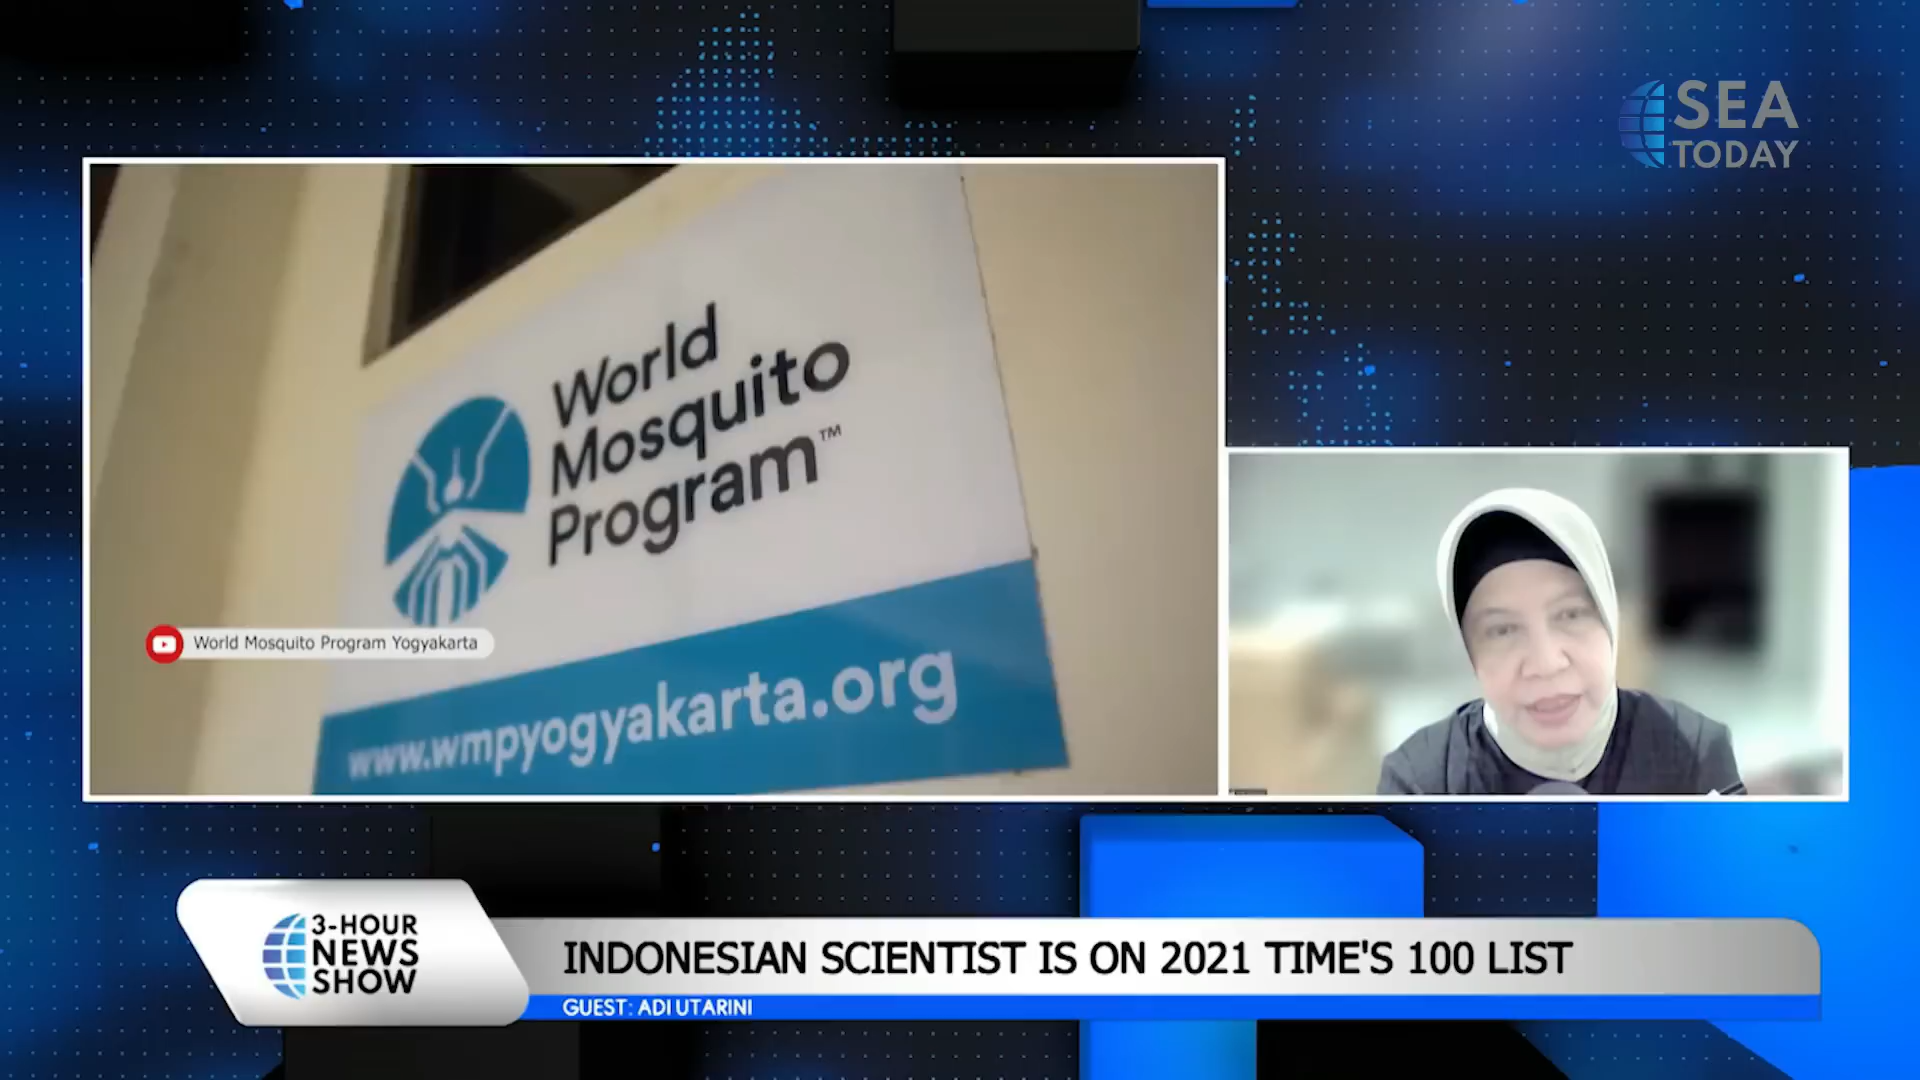 SEA
TODAY
World
Mosquito
Program™
World Mosquito Program Yogyakarta
www.wmpyogyakarta.org
3-HOUR
NEWS
SHOW
INDONESIAN SCIENTIST IS ON 2021 TIME'S 100 LIST
GUEST: ADI UTARINI